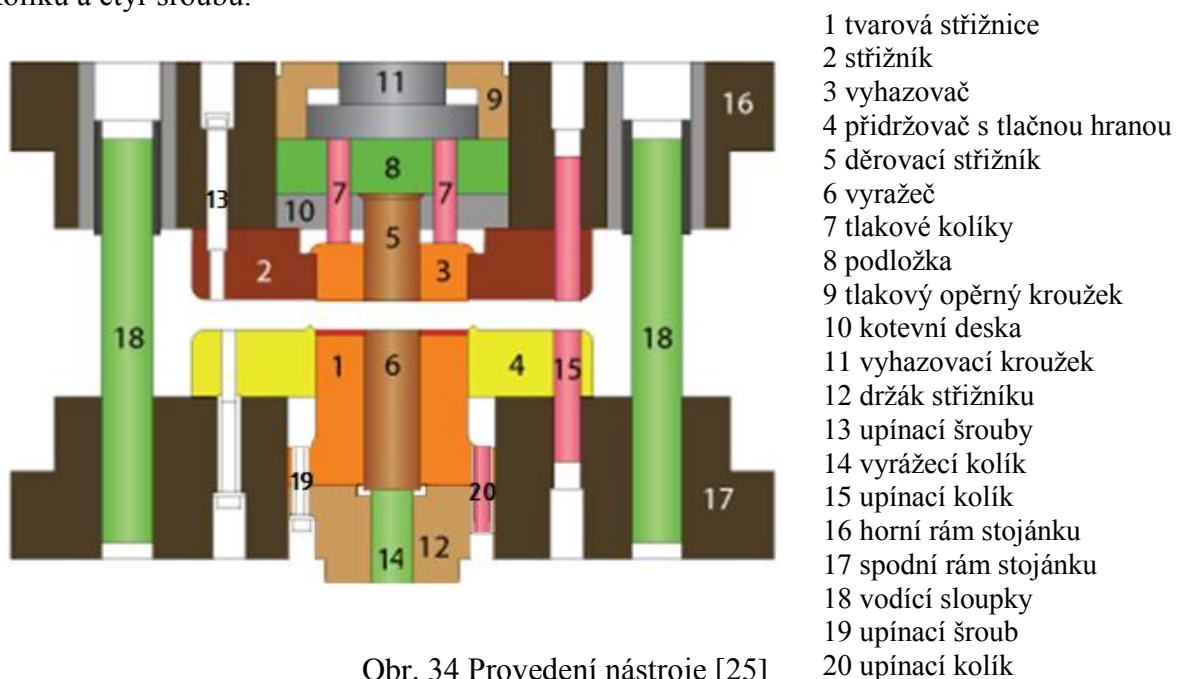 kolíků a čtyř šroubů.
1 tvarová střižnice
2 střižník
3 vyhazovač
4 přidržovač s tlačnou hranou
5 děrovací střižník
6 vyražeč
7 tlakové kolíky
8 podložka
9 tlakový opěrný kroužek
10 kotevní deska
11 vyhazovací kroužek
12 držák střižníku
13 upínací šrouby
14 vyrážecí kolík
15 upínací kolík
16 horní rám stojánku
17 spodní rám stojánku
18 vodící sloupky
19 upínací šroub
20 upínací kolík
11
9
16
8
7
7
13
10
5
2
3
18
18
1
6
4
15
19
20
17
14
12
Obr. 34 Provedení nástroje [25]